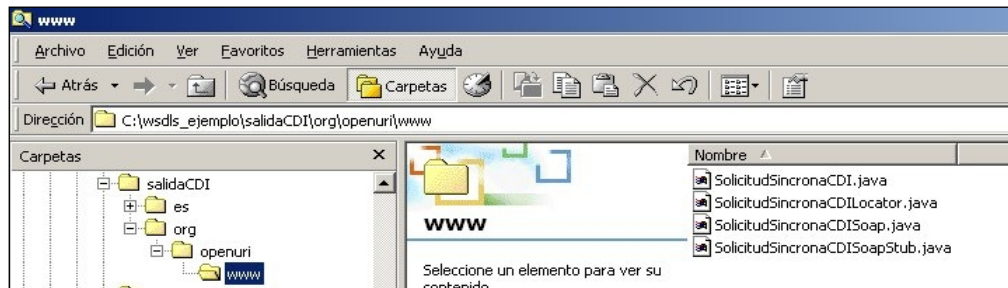 www
Archivo Edición Ver Favoritos Herramientas Ayuda
Atrás Búsqueda Carpetas
Dirección C:\wsdls_ejemplo\salidaCDI\org\openuri\www
Carpetas x
salidaCDI
es
org
openuri
www
www
Seleccione un elemento para ver su
contenido
Nombre
SolicitudSincronaCDI.java
SolicitudSincronaCDILocator.java
SolicitudSincronaCDISoap.java
SolicitudSincronaCDISoapStub.java